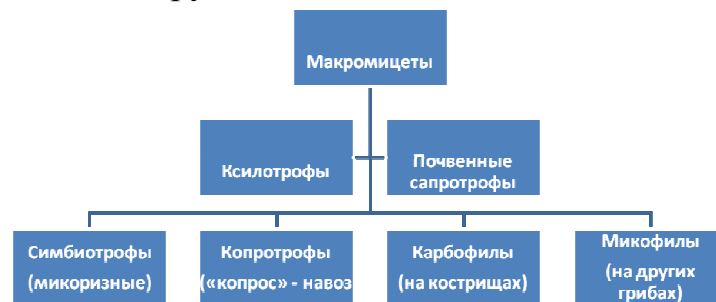 Макромицеты
Ксилотрофы
Почвенные
сапротрофы
Симбиотрофы
(микоризные)
Копротрофы
(«копрос» - навоз
Карбофилы
(на кострищах)
Микофилы
(на других
грибах)